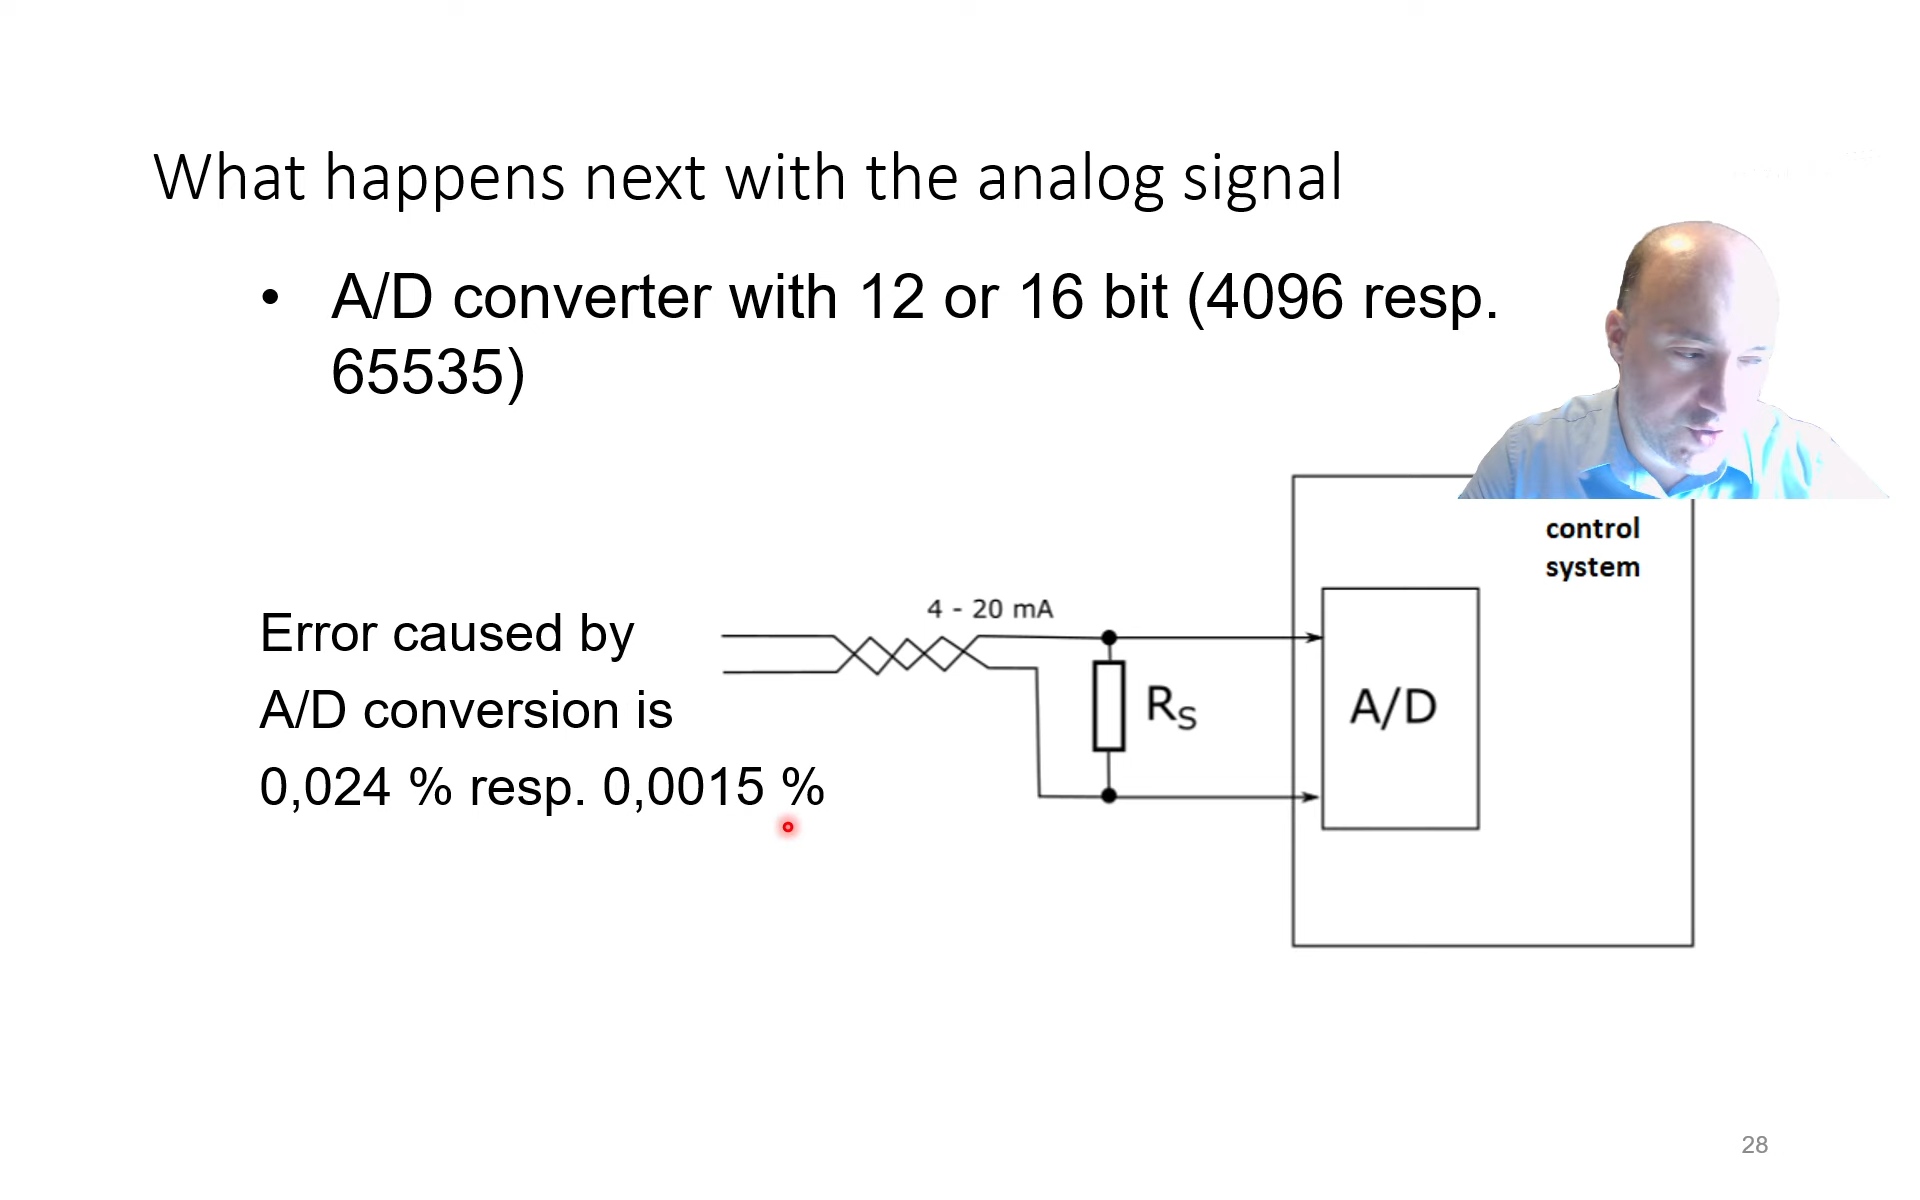 What happens next with the analog signal
• A/D converter with 12 or 16 bit (4096 resp.
65535)
control
system
4 - 20 mA
Error caused by
A/D conversion is
0,024 % resp. 0,0015 %
RS
A/D
28